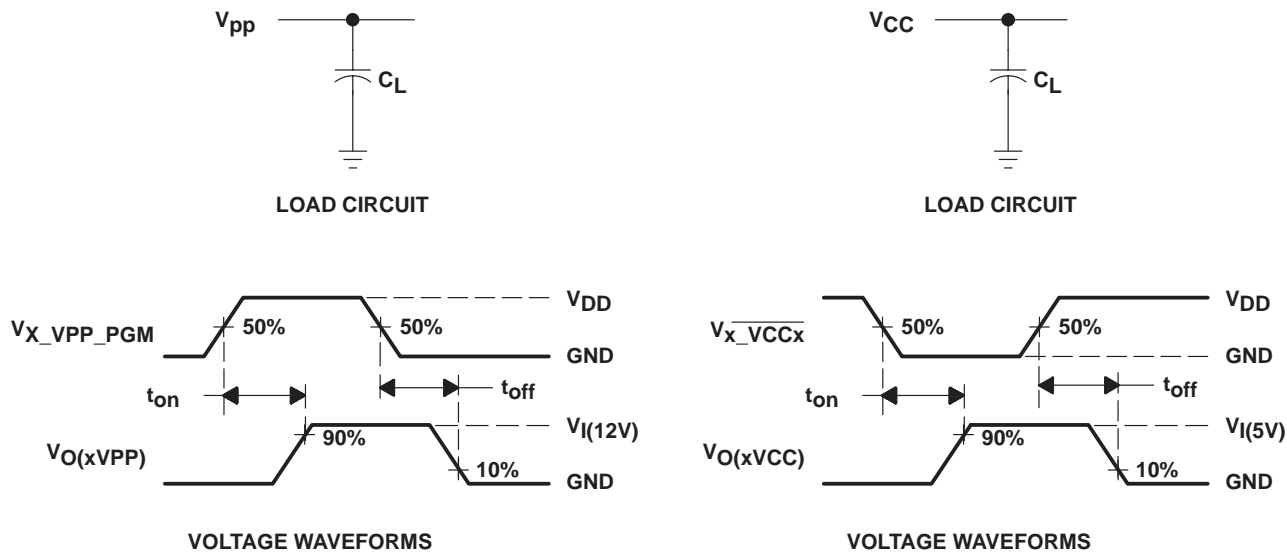 Vpp
CL
LOAD CIRCUIT
VCC
CL
LOAD CIRCUIT
VX_VPP_PGM
50%
50%
VDD
GND
ton
toff
VO(xVPP)
90%
10%
VI(12V)
GND
VOLTAGE WAVEFORMS
Vx_VCCx
50%
50%
VDD
GND
ton
toff
VO(xVCC)
90%
10%
VI(5V)
GND
VOLTAGE WAVEFORMS